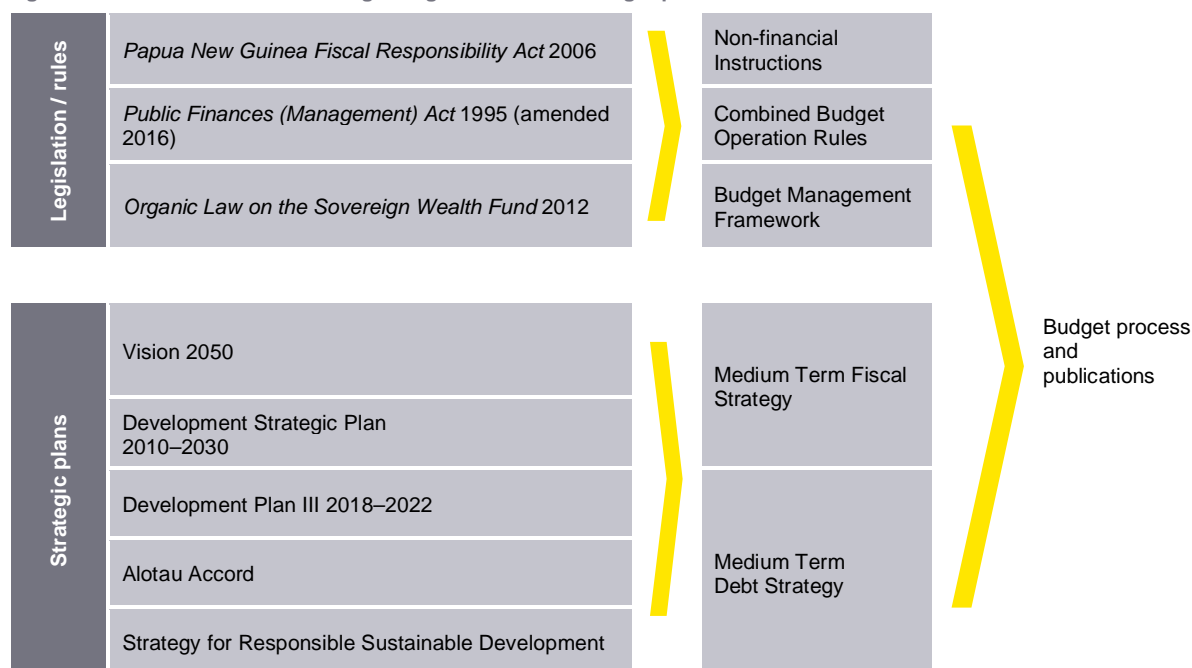 Legislation / rules
Papua New Guinea Fiscal Responsibility Act 2006
Public Finances (Management) Act 1995 (amended
2016)
Organic Law on the Sovereign Wealth Fund 2012
Non-financial
Instructions
Combined Budget
Operation Rules
Budget Management
Framework
Strategic plans
Vision 2050
Development Strategic Plan
2010–2030
Development Plan III 2018–2022
Alotau Accord
Strategy for Responsible Sustainable Development
Medium Term Fiscal
Strategy
Medium Term
Debt Strategy
Budget process
and
publications